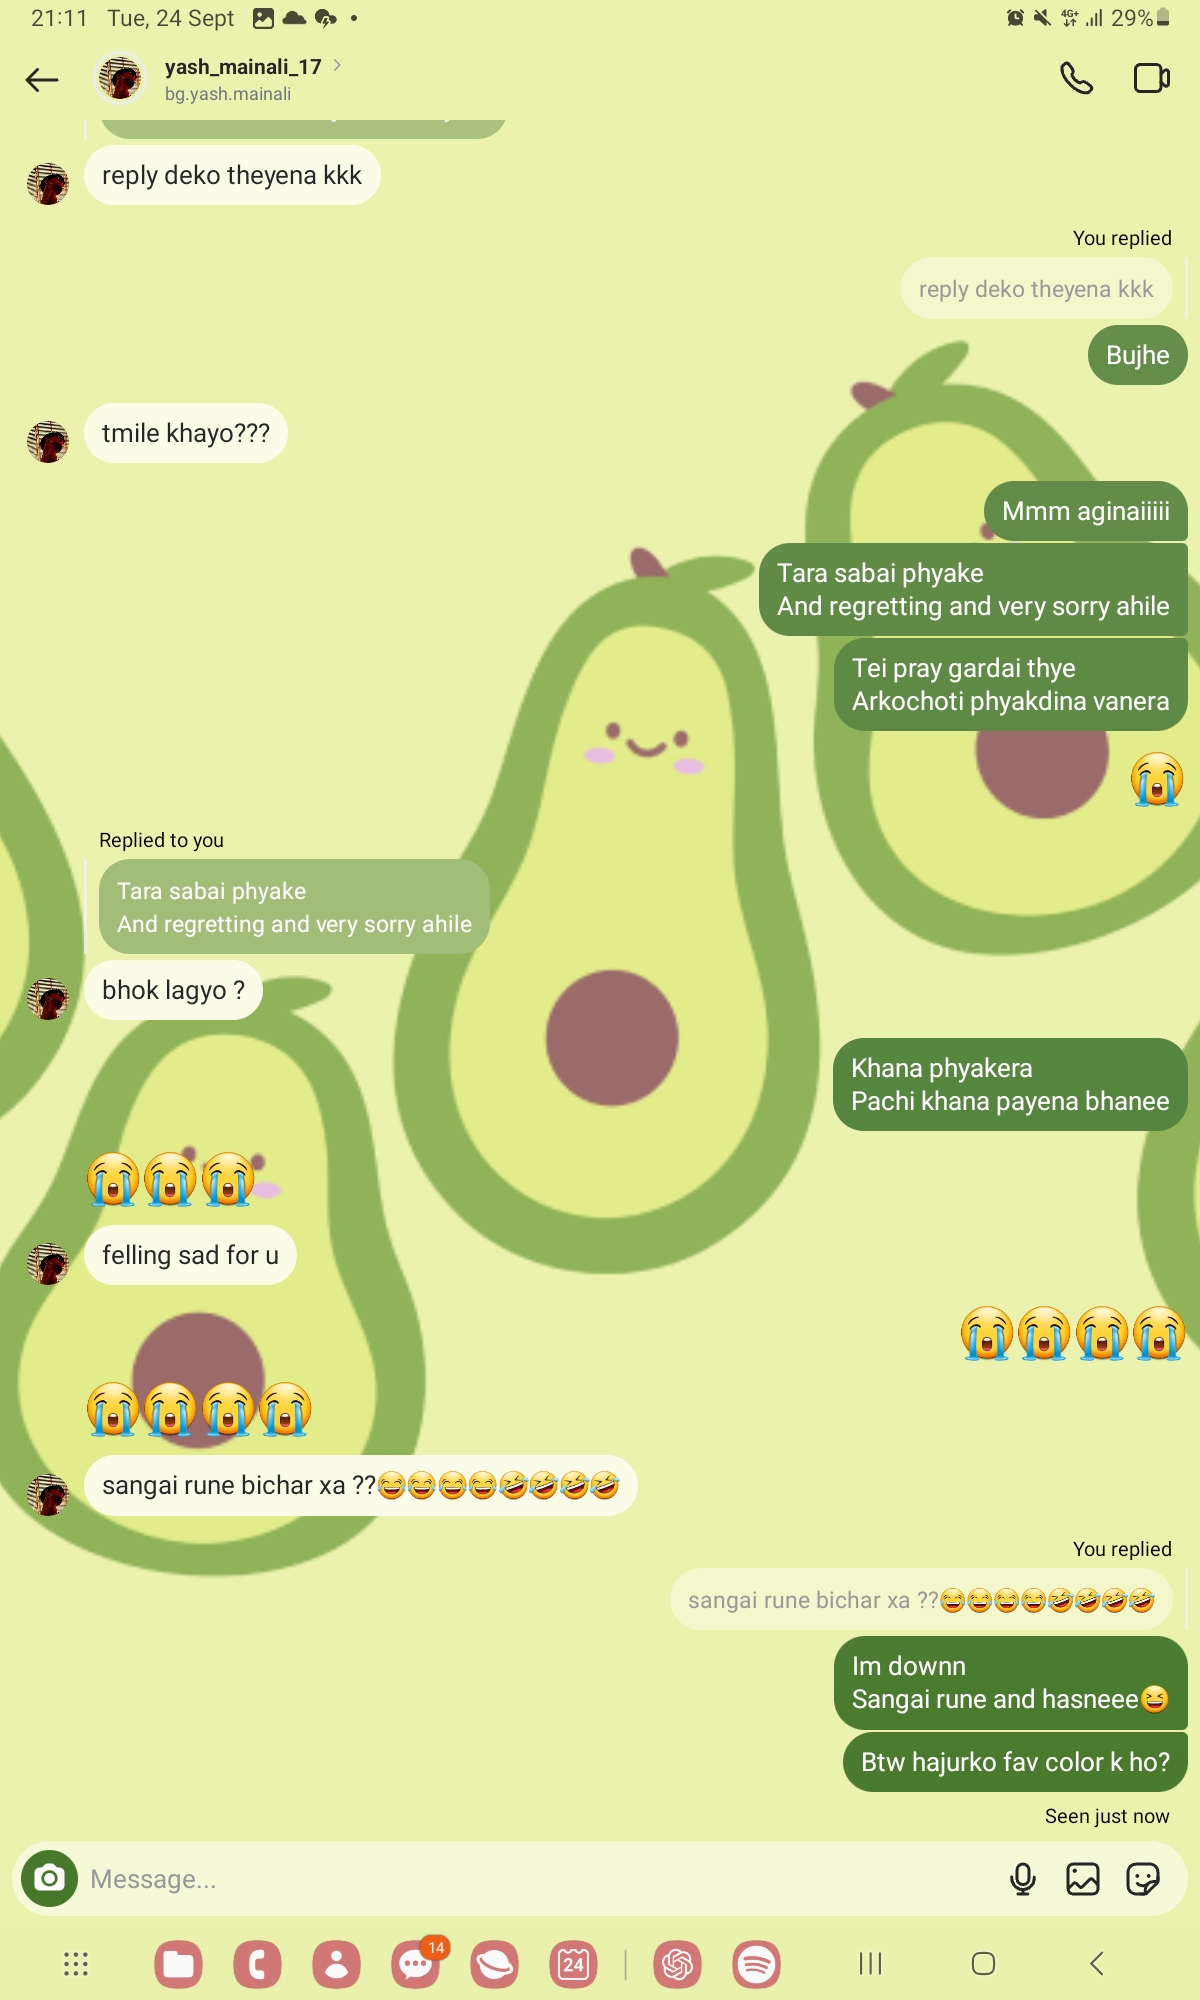 21:11 Tue, 24 Sept
4G+ 29%
yash_mainali_17
bg.yash.mainali
reply deko theyena kkk
You replied
reply deko theyena kkk
Bujhe
tmile khayo???
Mmm aginaiiiii
Tara sabai phyake
And regretting and very sorry ahile
Tei pray gardai thye
Arkochoti phyakdina vanera
😭
Replied to you
Tara sabai phyake
And regretting and very sorry ahile
bhok lagyo ?
Khana phyakera
Pachi khana payena bhanee
😭😭😭
felling sad for u
😭😭😭😭
😭😭😭😭
sangai rune bichar xa ??😂😂😂😂🤣🤣🤣🤣
You replied
sangai rune bichar xa ??😂😂😂😂🤣🤣🤣🤣
Im downn
Sangai rune and hasneee😆
Btw hajurko fav color k ho?
Seen just now
Message...
14
24